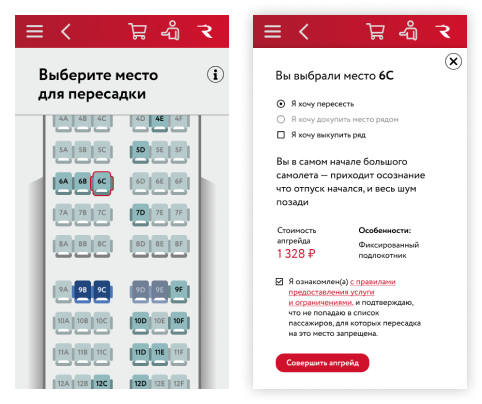 Выберите место
для пересадки
i
4A 4B 4C 4D 4E 4F
5A 5B 5C 5D 5E 5F
6A 6B 6C 6D 6E 6F
7A 7B 7C 7D 7E 7F
8A 8B 8C 8D 8E 8F
9A 9B 9C 9D 9E 9F
10A 10B 10C 10D 10E 10F
11A 11B 11C 11D 11E 11F
12A 12B 12C 12D 12E 12F
Вы выбрали место 6C
Я хочу пересесть
Я хочу докупить место рядом
Я хочу выкупить ряд
Вы в самом начале большого
самолета — приходит осознание
что отпуск начался, и весь шум
позади
Стоимость
апгрейда
1 328 ₽
Особенности:
Фиксированный
подлокотник
Я ознакомлен(а) с правилами
предоставления услуги
и ограничениями, и подтверждаю,
что не попадаю в список
пассажиров, для которых пересадка
на это место запрещена.
Совершить апгрейд